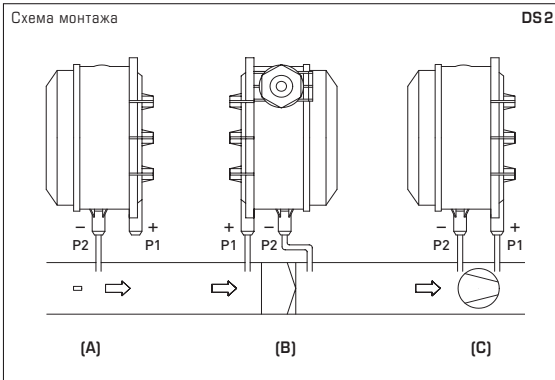 Схема монтажа DS2
– + + – – +
P2 P1 P1 P2 P2 P1
(A) (B) (C)